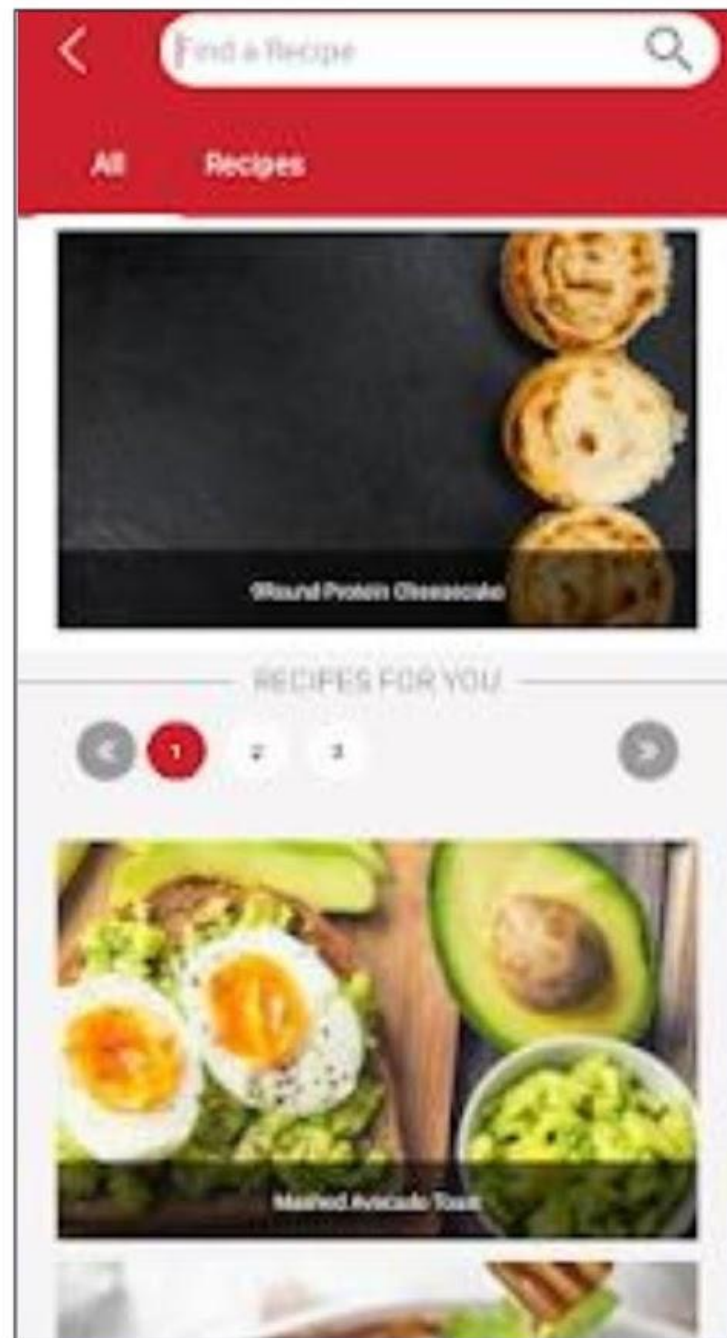 Find a Recipe
All Recipes
9Round Protein Cheesecake
RECIPES FOR YOU
1 2 3
Mashed Avocado Toast